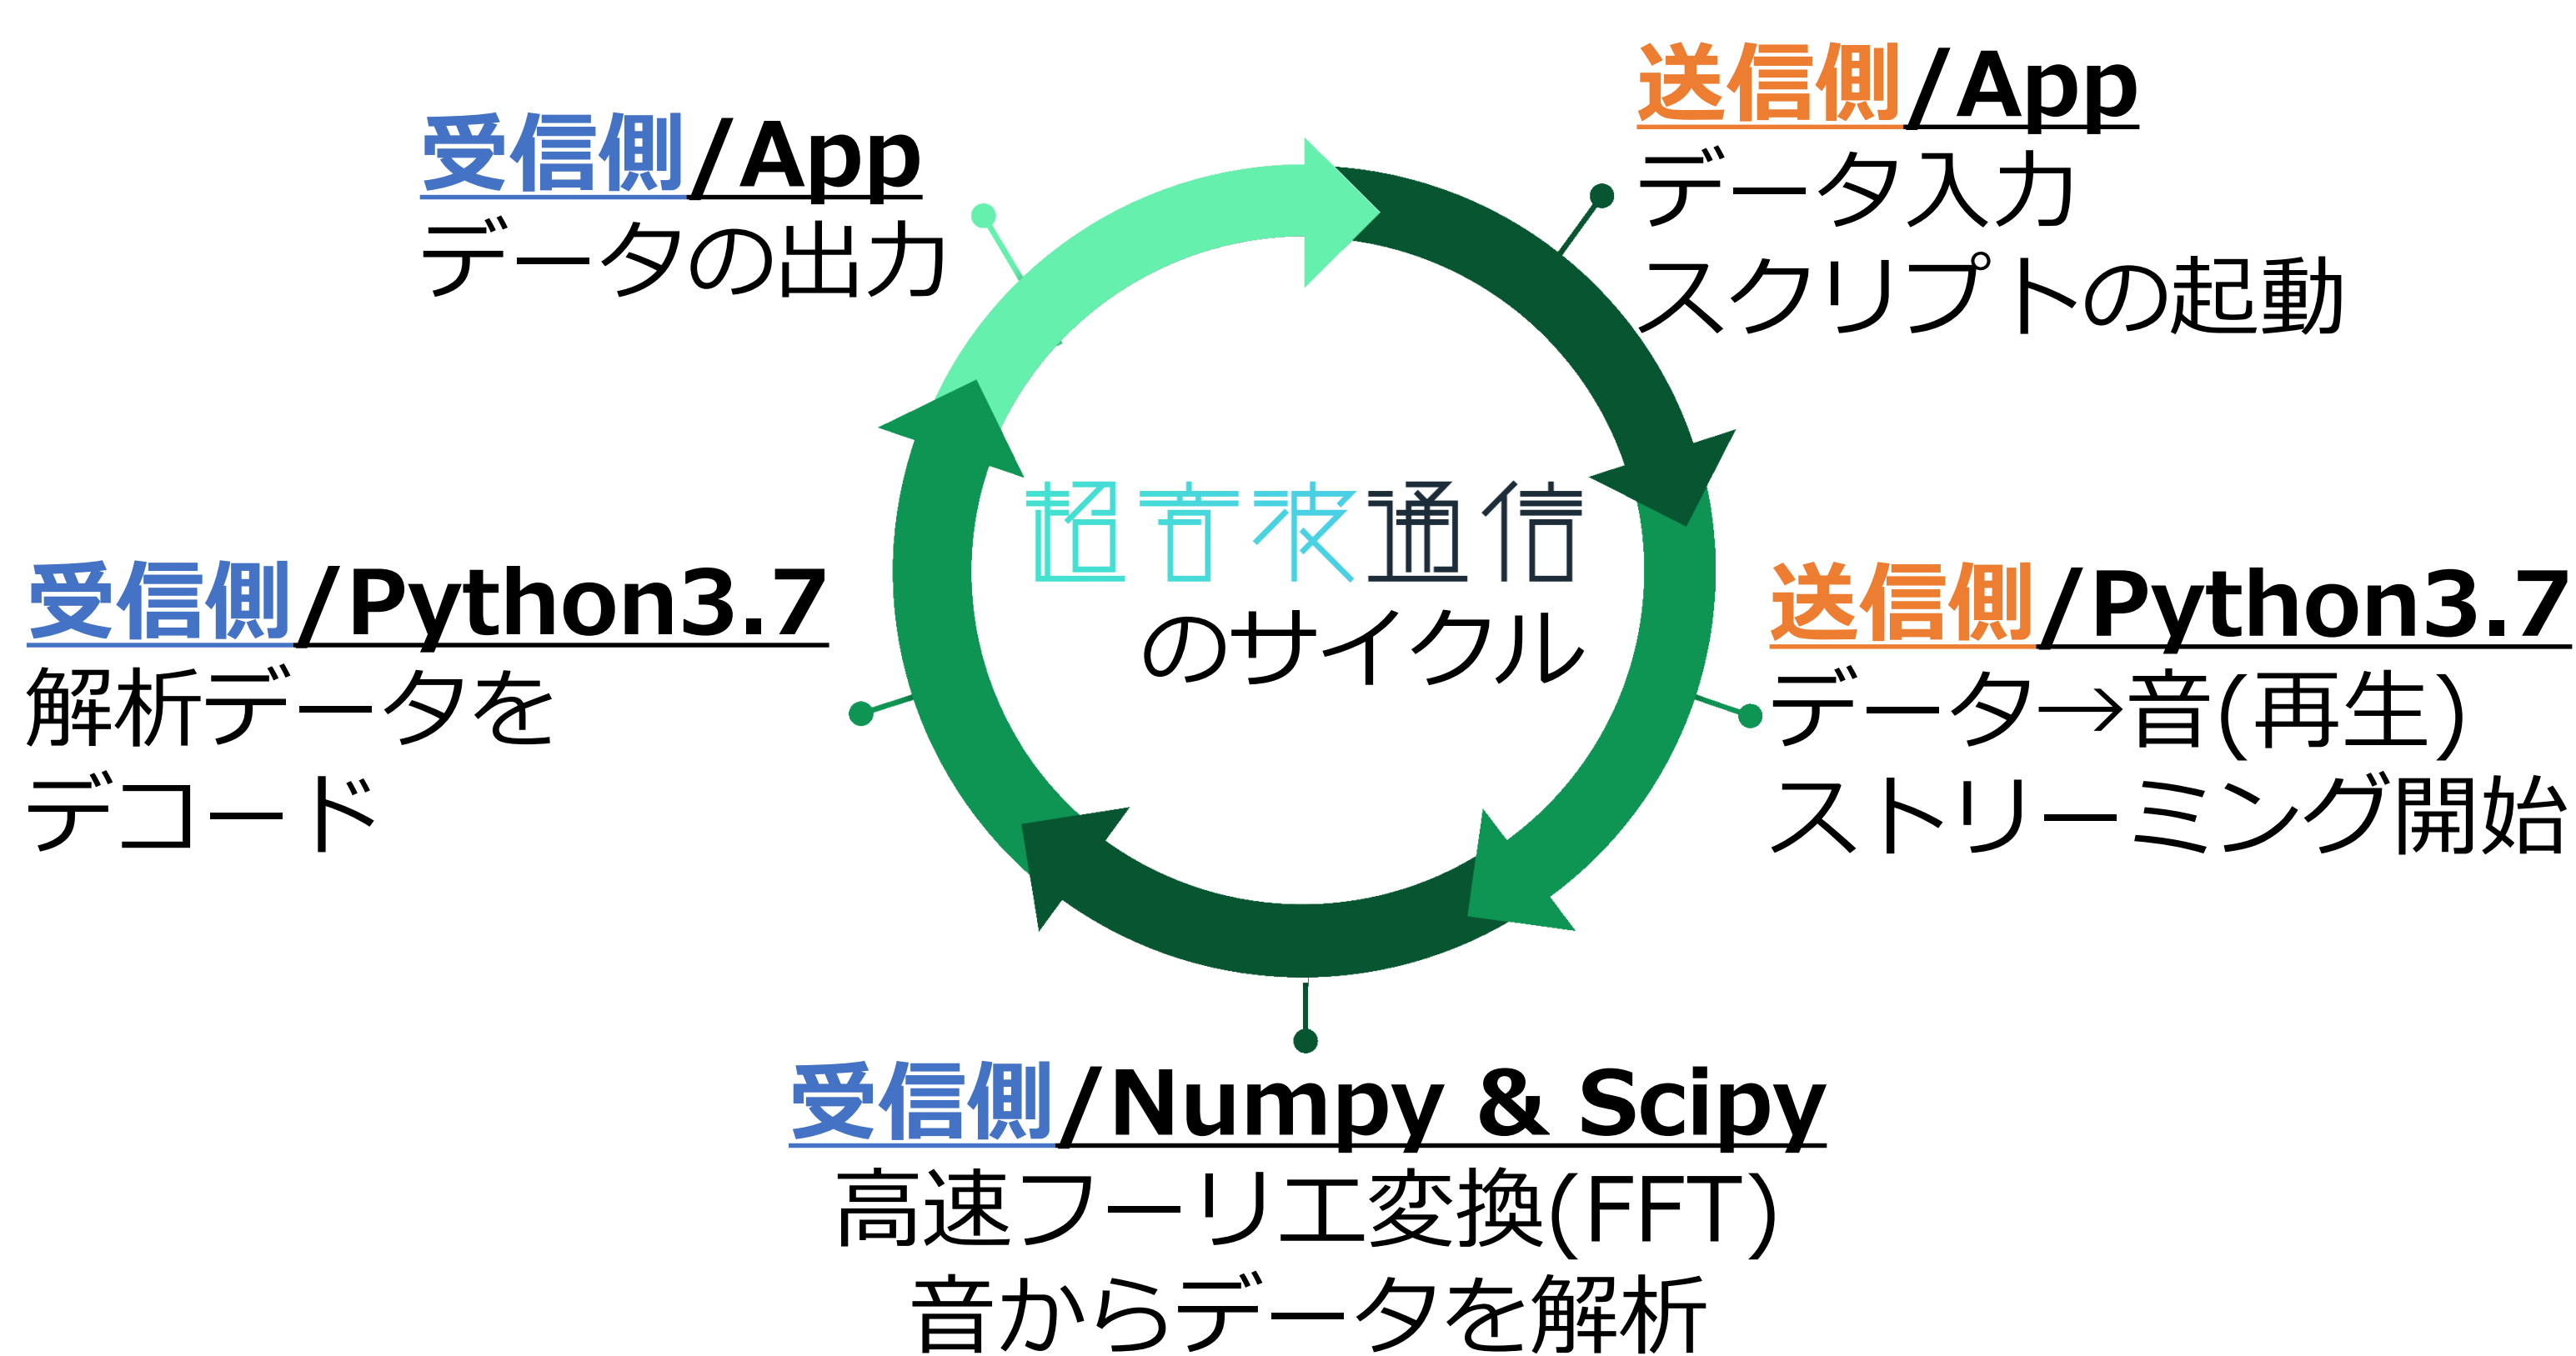 送信側/App
データ入力
スクリプトの起動
受信側/App
データの出力
超音波通信
のサイクル
受信側/Python3.7
解析データを
デコード
送信側/Python3.7
データ→音(再生)
ストリーミング開始
受信側/Numpy & Scipy
高速フーリエ変換(FFT)
音からデータを解析